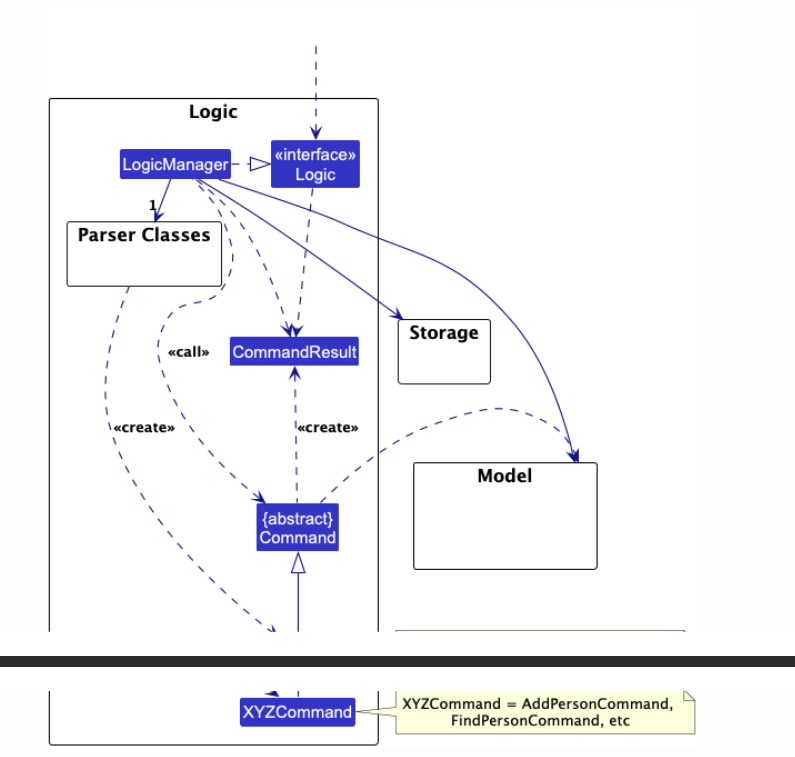 Logic
LogicManager
«interface»
Logic
1
Parser Classes
«call»
CommandResult
Storage
«create»
«create»
Model
{abstract}
Command
XYZCommand
XYZCommand = AddPersonCommand,
FindPersonCommand, etc